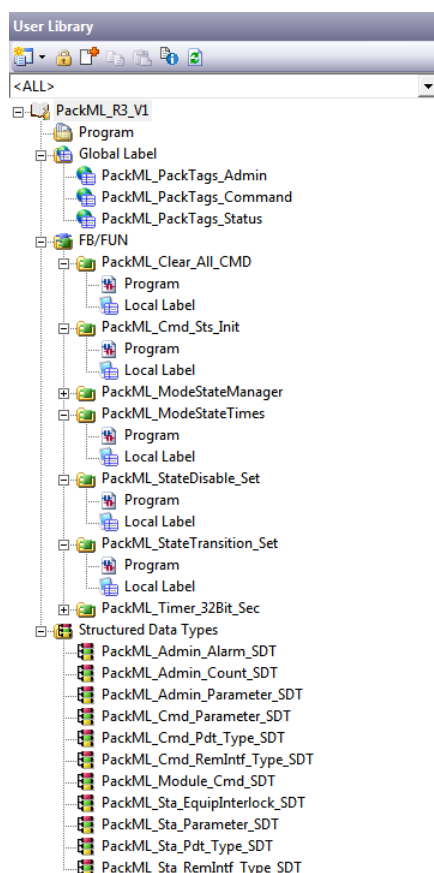 User Library
<ALL>
PackML_R3_V1
Program
Global Label
PackML_PackTags_Admin
PackML_PackTags_Command
PackML_PackTags_Status
FB/FUN
PackML_Clear_All_CMD
Program
Local Label
PackML_Cmd_Sts_Init
Program
Local Label
PackML_ModeStateManager
PackML_ModeStateTimes
Program
Local Label
PackML_StateDisable_Set
Program
Local Label
PackML_StateTransition_Set
Program
Local Label
PackML_Timer_32Bit_Sec
Structured Data Types
PackML_Admin_Alarm_SDT
PackML_Admin_Count_SDT
PackML_Admin_Parameter_SDT
PackML_Cmd_Parameter_SDT
PackML_Cmd_Pdt_Type_SDT
PackML_Cmd_RemIntf_Type_SDT
PackML_Module_Cmd_SDT
PackML_Sta_EquipInterlock_SDT
PackML_Sta_Parameter_SDT
PackML_Sta_Pdt_Type_SDT
PackML_Sta_RemIntf_Type_SDT